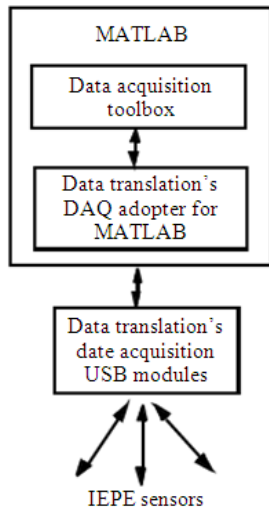 MATLAB
Data acquisition
toolbox
Data translation's
DAQ adopter for
MATLAB
Data translation's
date acquisition
USB modules
IEPE sensors